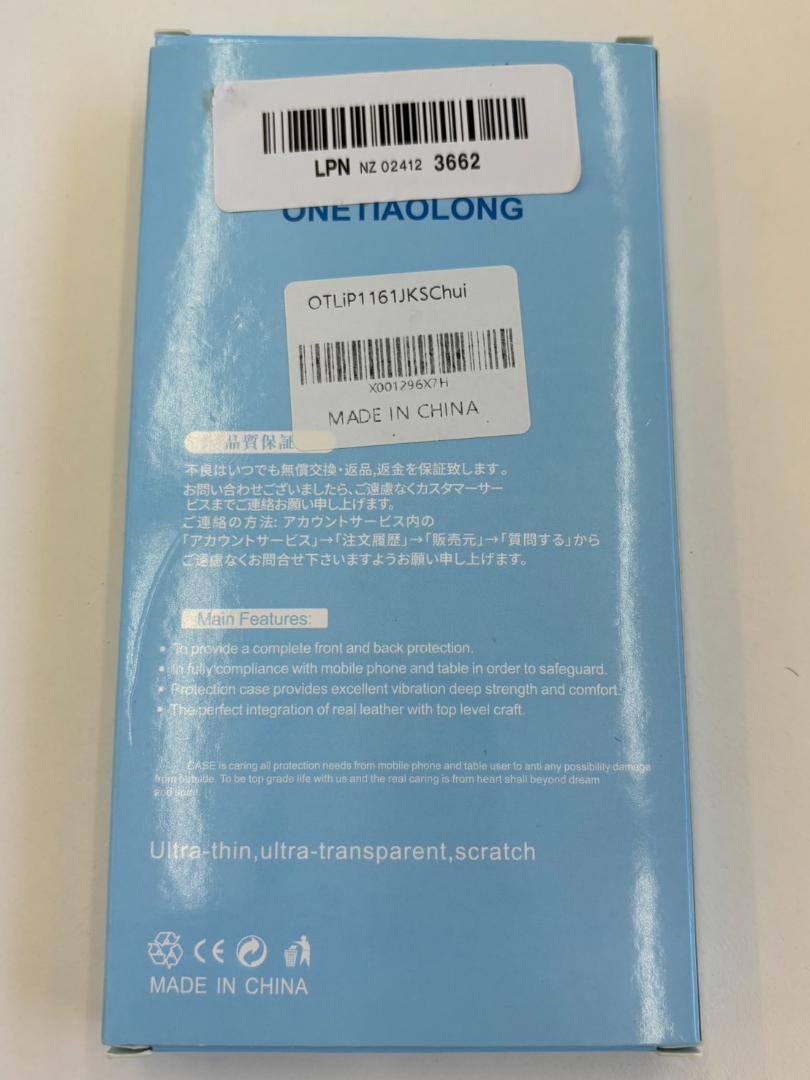 LPN NZ 02412 3662
ONETIAOLONG
OTLiP1161JKSChui
X001296X7H
MADE IN CHINA
品質保証
不良はいつでも無償交換・返品,返金を保証致します。
お問い合わせございましたら、ご遠慮なくカスタマーサー
ビスまでご連絡お願い申し上げます。
ご連絡の方法: アカウントサービス内の
「アカウントサービス」→「注文履歴」→「販売元」→「質問する」から
ご遠慮なくお問合せ下さいますようお願い申し上げます。
Main Features:
• To provide a complete front and back protection.
• In fully compliance with mobile phone and table in order to safeguard.
• Protection case provides excellent vibration deep strength and comfort.
• The perfect integration of real leather with top level craft.
CASE is caring all protection needs from mobile phone and table user to anti any possibility damage
from outside. To be top grade life with us and the real caring is from heart shall beyond dream
and spirit.
Ultra-thin,ultra-transparent,scratch
CE
MADE IN CHINA